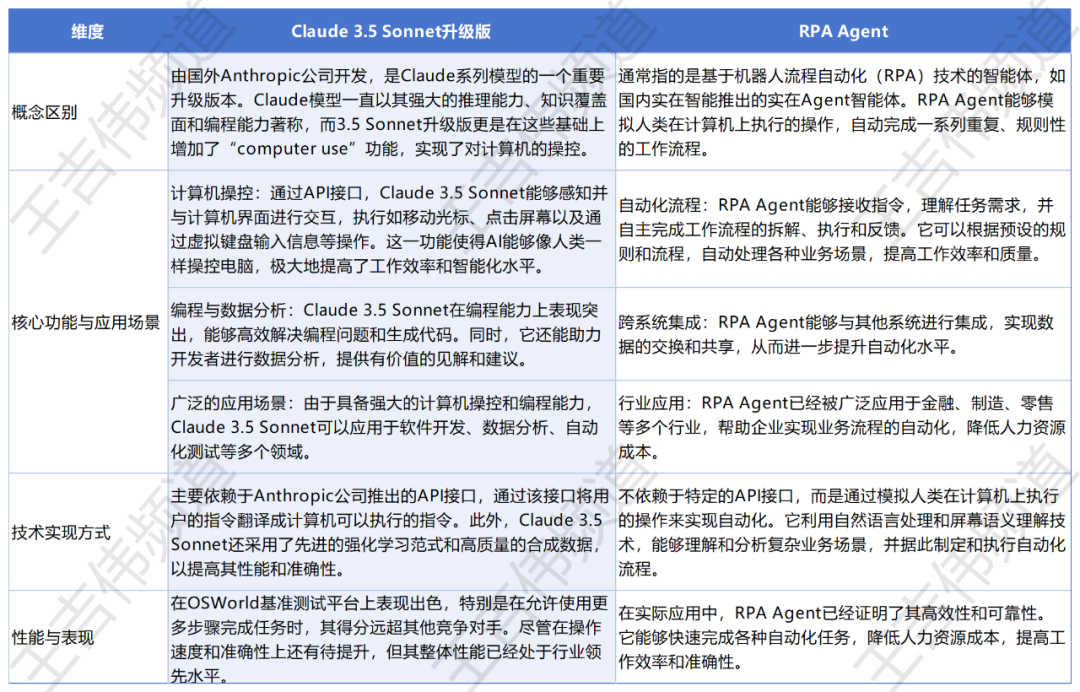 维度
Claude 3.5 Sonnet升级版
RPA Agent
概念区别
由国外Anthropic公司开发，是Claude系列模型的一个重要
升级版本。Claude模型一直以其强大的推理能力、知识覆盖
面和编程能力著称，而3.5 Sonnet升级版更是在这些基础上
增加了“computer use”功能，实现了对计算机的操控。
通常指的是基于机器人流程自动化（RPA）技术的智能体，如
国内实在智能推出的实在Agent智能体。RPA Agent能够模
拟人类在计算机上执行的操作，自动完成一系列重复、规则性
的工作流程。
核心功能与应用场景
计算机操控：通过API接口，Claude 3.5 Sonnet能够感知并
与计算机界面进行交互，执行如移动光标、点击屏幕以及通
过虚拟键盘输入信息等操作。这一功能使得AI能够像人类一
样操控电脑，极大地提高了工作效率和智能化水平。
自动化流程：RPA Agent能够接收指令，理解任务需求，并
自主完成工作流程的拆解、执行和反馈。它可以根据预设的规
则和流程，自动处理各种业务场景，提高工作效率和质量。
编程与数据分析：Claude 3.5 Sonnet在编程能力上表现突
出，能够高效解决编程问题和生成代码。同时，它还能助力
开发者进行数据分析，提供有价值的见解和建议。
跨系统集成：RPA Agent能够与其他系统进行集成，实现数
据的交换和共享，从而进一步提升自动化水平。
广泛的应用场景：由于具备强大的计算机操控和编程能力，
Claude 3.5 Sonnet可以应用于软件开发、数据分析、自动
化测试等多个领域。
行业应用：RPA Agent已经被广泛应用于金融、制造、零售
等多个行业，帮助企业实现业务流程的自动化，降低人力资源
成本。
技术实现方式
主要依赖于Anthropic公司推出的API接口，通过该接口将用
户的指令翻译成计算机可以执行的指令。此外，Claude 3.5
Sonnet还采用了先进的强化学习范式和高质量的合成数据，
以提高其性能和准确性。
不依赖于特定的API接口，而是通过模拟人类在计算机上执行
的操作来实现自动化。它利用自然语言处理和屏幕语义理解技
术，能够理解和分析复杂业务场景，并据此制定和执行自动化
流程。
性能与表现
在OSWorld基准测试平台上表现出色，特别是在允许使用更
多步骤完成任务时，其得分远超其他竞争对手。尽管在操作
速度和准确性上还有待提升，但其整体性能已经处于行业领
先水平。
在实际应用中，RPA Agent已经证明了其高效性和可靠性。
它能够快速完成各种自动化任务，降低人力资源成本，提高工
作效率和准确性。
王吉伟频道
王吉伟频道
王吉伟频道
王吉伟频道
王吉伟频道
王吉伟频道